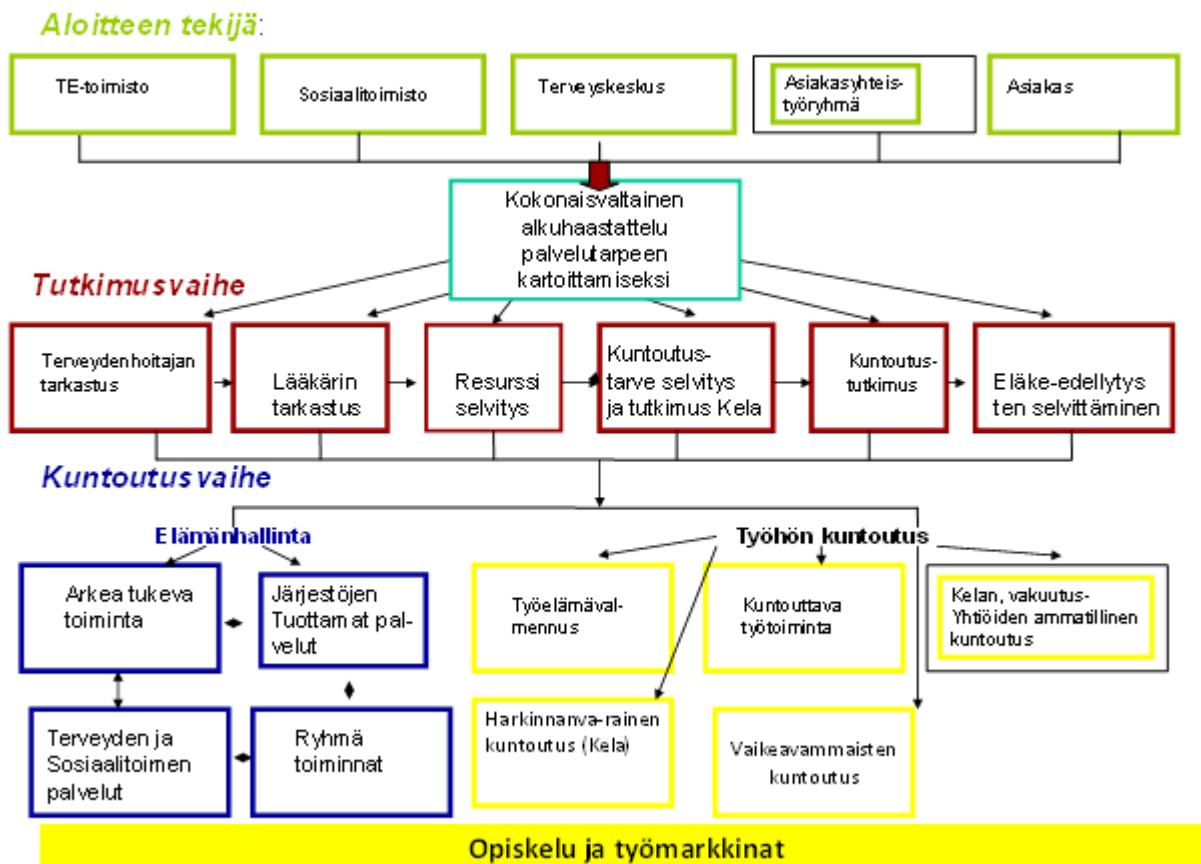 Aloitteen tekijä:
TE-toimisto
Sosiaalitoimisto
Terveyskeskus
Asiakasyhteis-
työryhmä
Asiakas
Kokonaisvaltainen
alkuhaastattelu
palvelutarpeen
kartoittamiseksi
Tutkimusvaihe
Terveydenhoitajan
tarkastus
Lääkärin
tarkastus
Resurssi
selvitys
Kuntoutus-
tarve selvitys
ja tutkimus Kela
Kuntoutus-
tutkimus
Eläke-edellytys
ten selvittäminen
Kuntoutusvaihe
Elämänhallinta
Työhön kuntoutus
Arkea tukeva
toiminta
Järjestöjen
Tuottamat pal-
velut
Työelämäval-
mennus
Kuntouttava
työtoiminta
Kelan, vakuutus-
Yhtiöiden ammatillinen
kuntoutus
Terveyden ja
Sosiaalitoimen
palvelut
Ryhmä
toiminnat
Harkinnanva-rainen
kuntoutus (Kela)
Vaikeavammaisten
kuntoutus
Opiskelu ja työmarkkinat